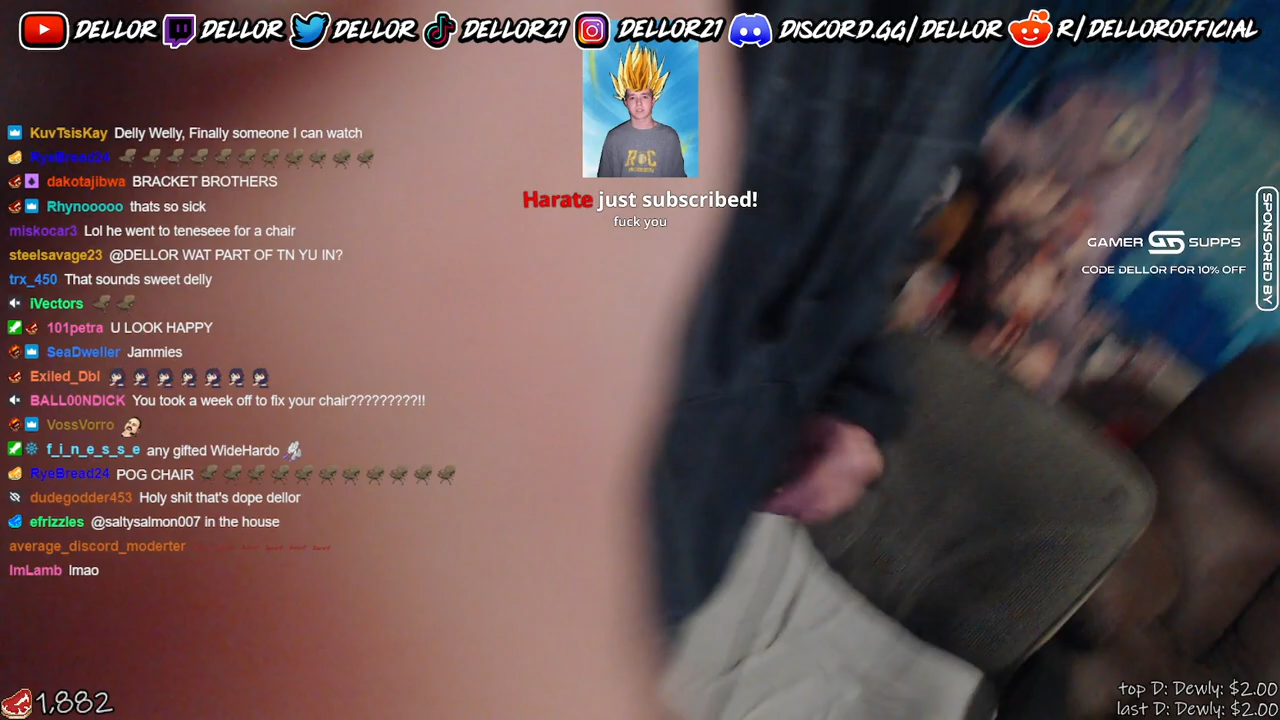 DELLOR DELLOR DELLOR DELLOR21 DELLOR21 DISCORD.GG/DELLOR R/DELLOROFFICIAL
KuvTsisKay Delly Welly, Finally someone I can watch
RyeBread24
dakotajibwa BRACKET BROTHERS
Rhynooooo thats so sick
miskocar3 Lol he went to teneseee for a chair
steelsavage23 @DELLOR WAT PART OF TN YU IN?
trx_450 That sounds sweet delly
iVectors
101petra U LOOK HAPPY
SeaDweller Jammies
Exiled_Dbl
BALL00NDICK You took a week off to fix your chair?????????!!
VossVorro
f_i_n_e_s_s_e any gifted WideHardo
RyeBread24 POG CHAIR
dudegodder453 Holy shit that's dope dellor
efrizzles @saltysalmon007 in the house
average_discord_moderter
ImLamb lmao
1,882
Harate just subscribed!
fuck you
GAMER SUPPS
CODE DELLOR FOR 10% OFF
SPONSORED BY
top D: Dewly: $2.00
last D: Dewly: $2.00